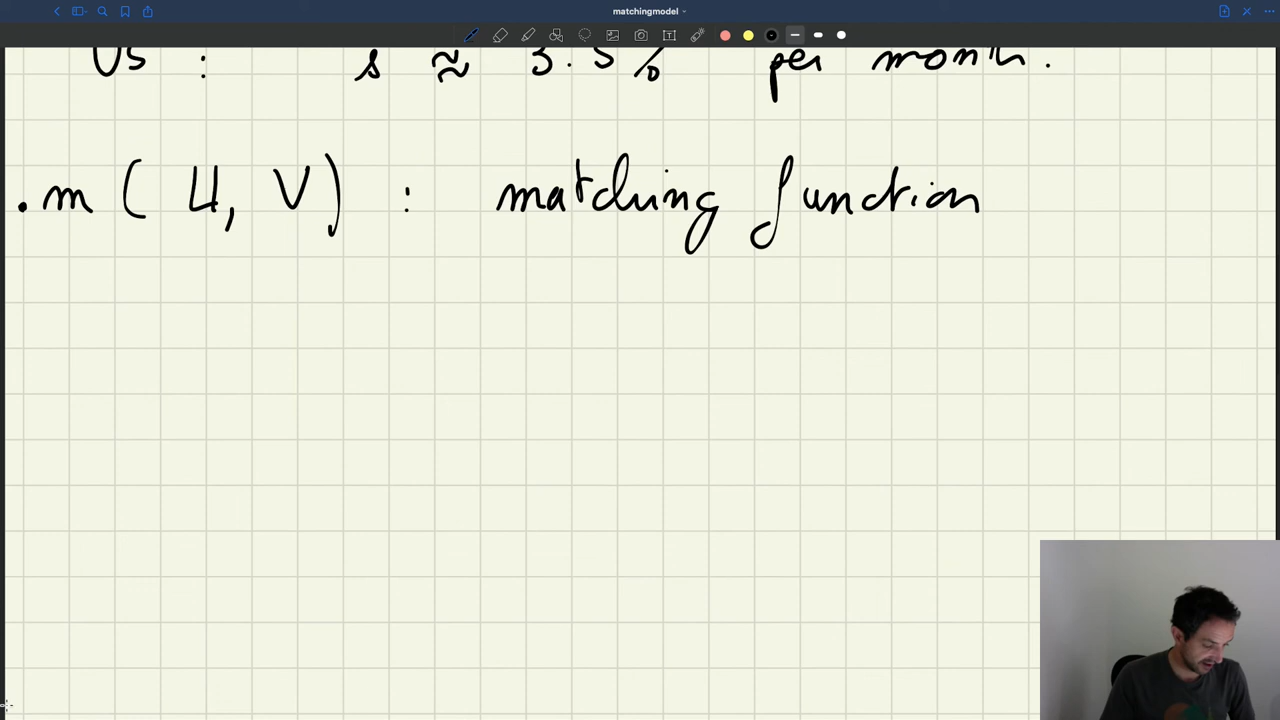 matchingmodel
US : s ≈ 3.5% per month.
. m ( U, V ) : matching function